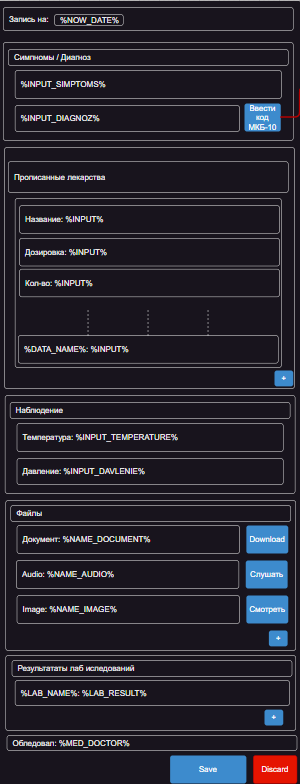 Запись на: %NOW_DATE%
Симпномы / Диагноз
%INPUT_SIMPTOMS%
%INPUT_DIAGNOZ%
Ввести
код
МКБ-10
Прописанные лекарства
Название: %INPUT%
Дозировка: %INPUT%
Кол-во: %INPUT%
%DATA_NAME%: %INPUT%
+
Наблюдение
Температура: %INPUT_TEMPERATURE%
Давление: %INPUT_DAVLENIE%
Файлы
Документ: %NAME_DOCUMENT% Download
Audio: %NAME_AUDIO% Слушать
Image: %NAME_IMAGE% Смотреть
+
Результататы лаб иследований
%LAB_NAME%: %LAB_RESULT%
+
Обледовал: %MED_DOCTOR%
Save Discard